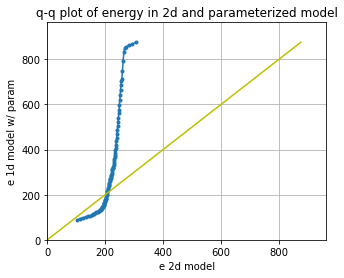 q-q plot of energy in 2d and parameterized model
e 1d model w/ param
800
600
400
200
0
0 200 400 600 800
e 2d model